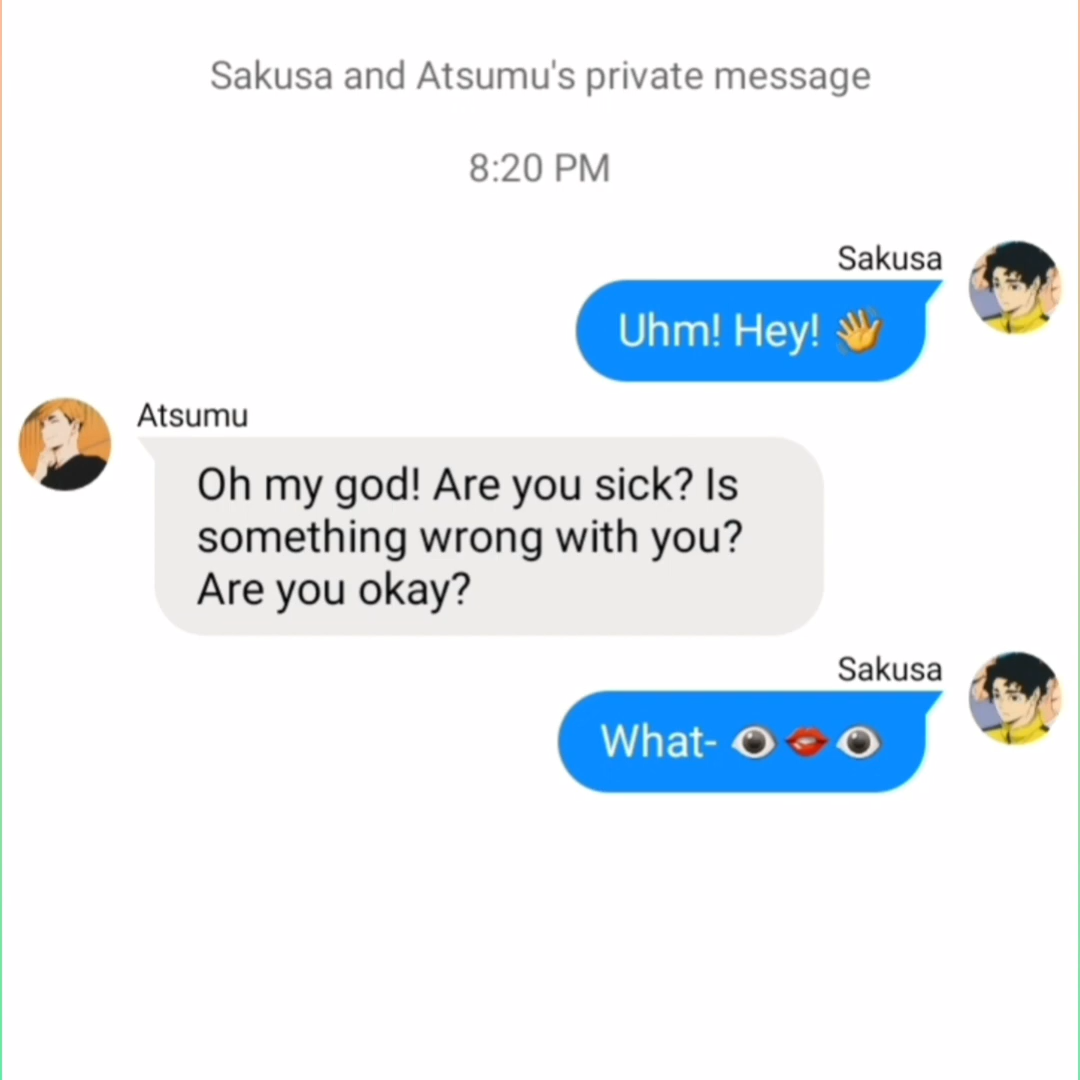 Sakusa and Atsumu's private message
8:20 PM
Sakusa
Uhm! Hey! 👋
Atsumu
Oh my god! Are you sick? Is
something wrong with you?
Are you okay?
Sakusa
What- 👁️💋👁️